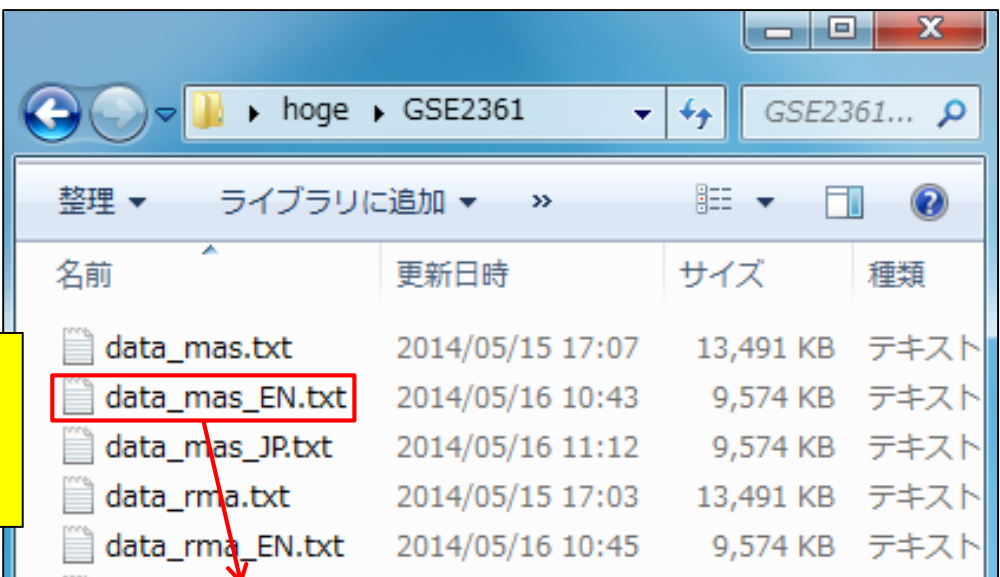 hoge GSE2361 GSE2361...
整理 ライブラリに追加 »
名前 更新日時 サイズ 種類
data_mas.txt 2014/05/15 17:07 13,491 KB テキスト
data_mas_EN.txt 2014/05/16 10:43 9,574 KB テキスト
data_mas_JP.txt 2014/05/16 11:12 9,574 KB テキスト
data_rma.txt 2014/05/15 17:03 13,491 KB テキスト
data_rma_EN.txt 2014/05/16 10:45 9,574 KB テキスト